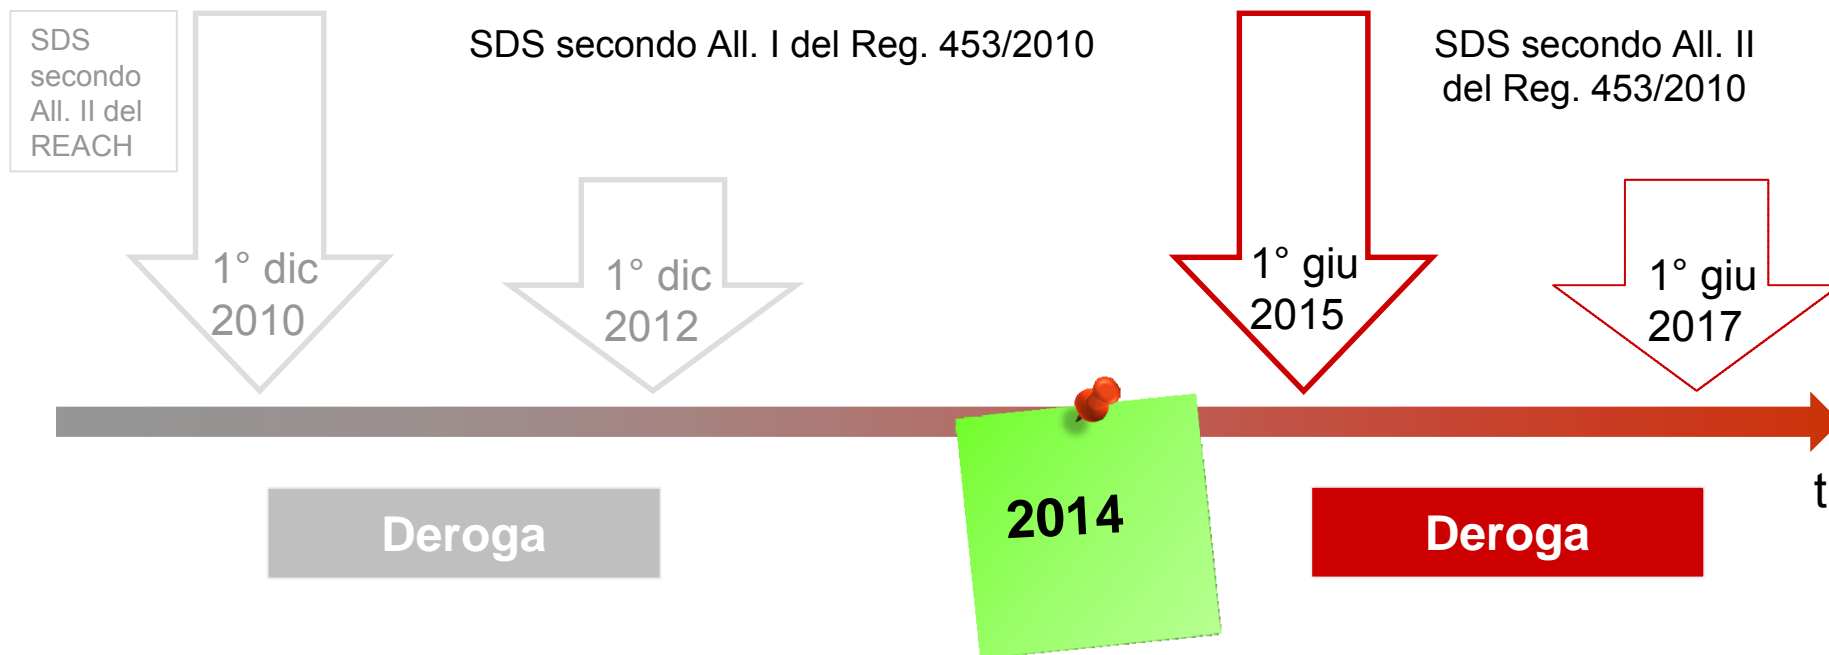 SDS
secondo
All. II del
REACH
SDS secondo All. I del Reg. 453/2010
SDS secondo All. II
del Reg. 453/2010
1° dic
2010
1° dic
2012
1° giu
2015
1° giu
2017
t
Deroga
2014
Deroga